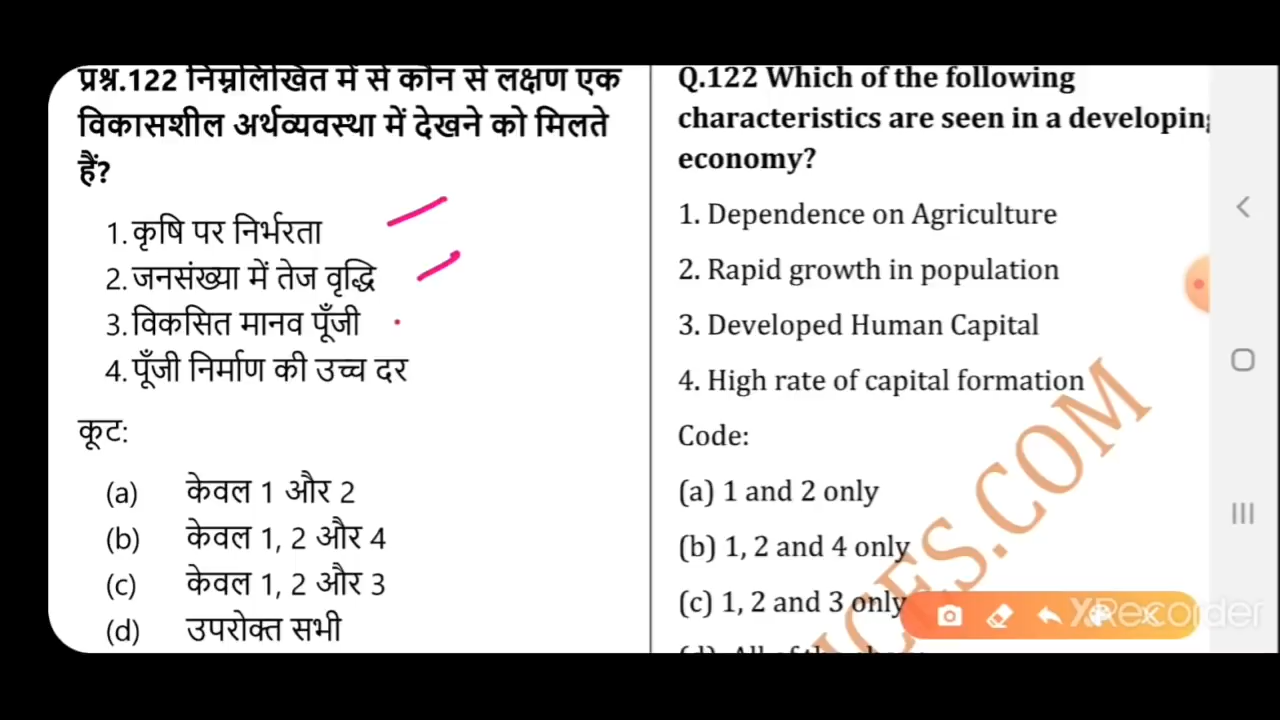 प्रश्न.122 निम्नलिखित में से कौन से लक्षण एक
विकासशील अर्थव्यवस्था में देखने को मिलते
हैं?
1. कृषि पर निर्भरता
2. जनसंख्या में तेज वृद्धि
3. विकसित मानव पूँजी
4. पूँजी निर्माण की उच्च दर
कूट:
(a) केवल 1 और 2
(b) केवल 1, 2 और 4
(c) केवल 1, 2 और 3
(d) उपरोक्त सभी
Q.122 Which of the following
characteristics are seen in a developing
economy?
1. Dependence on Agriculture
2. Rapid growth in population
3. Developed Human Capital
4. High rate of capital formation
Code:
(a) 1 and 2 only
(b) 1, 2 and 4 only
(c) 1, 2 and 3 only
XRecorder